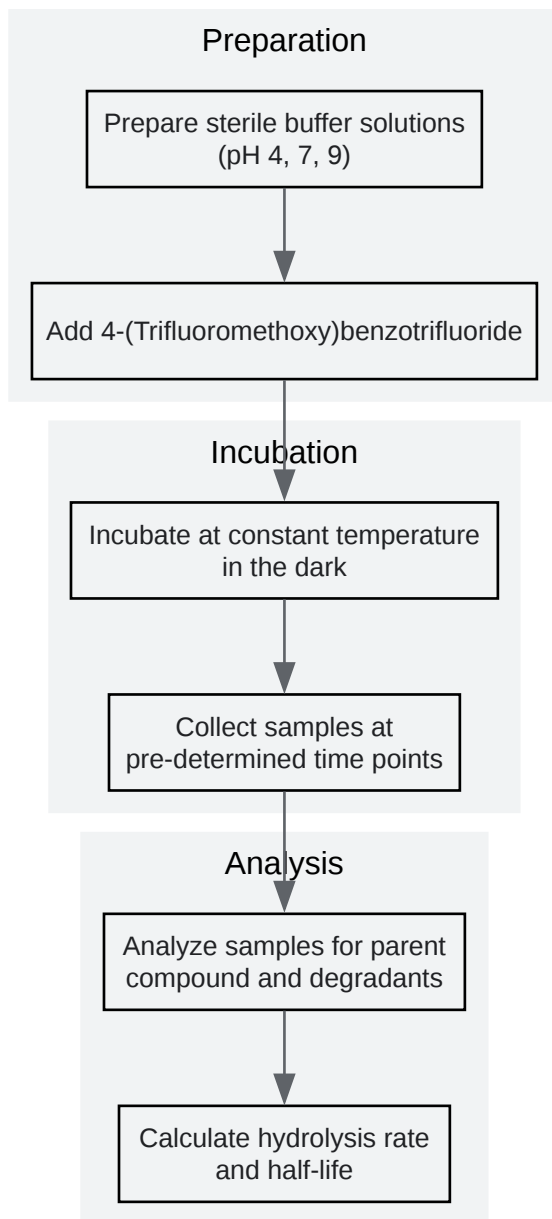 Preparation
Prepare sterile buffer solutions
(pH 4, 7, 9)
Add 4-(Trifluoromethoxy)benzotrifluoride
Incubation
Incubate at constant temperature
in the dark
Collect samples at
pre-determined time points
Analysis
Analyze samples for parent
compound and degradants
Calculate hydrolysis rate
and half-life